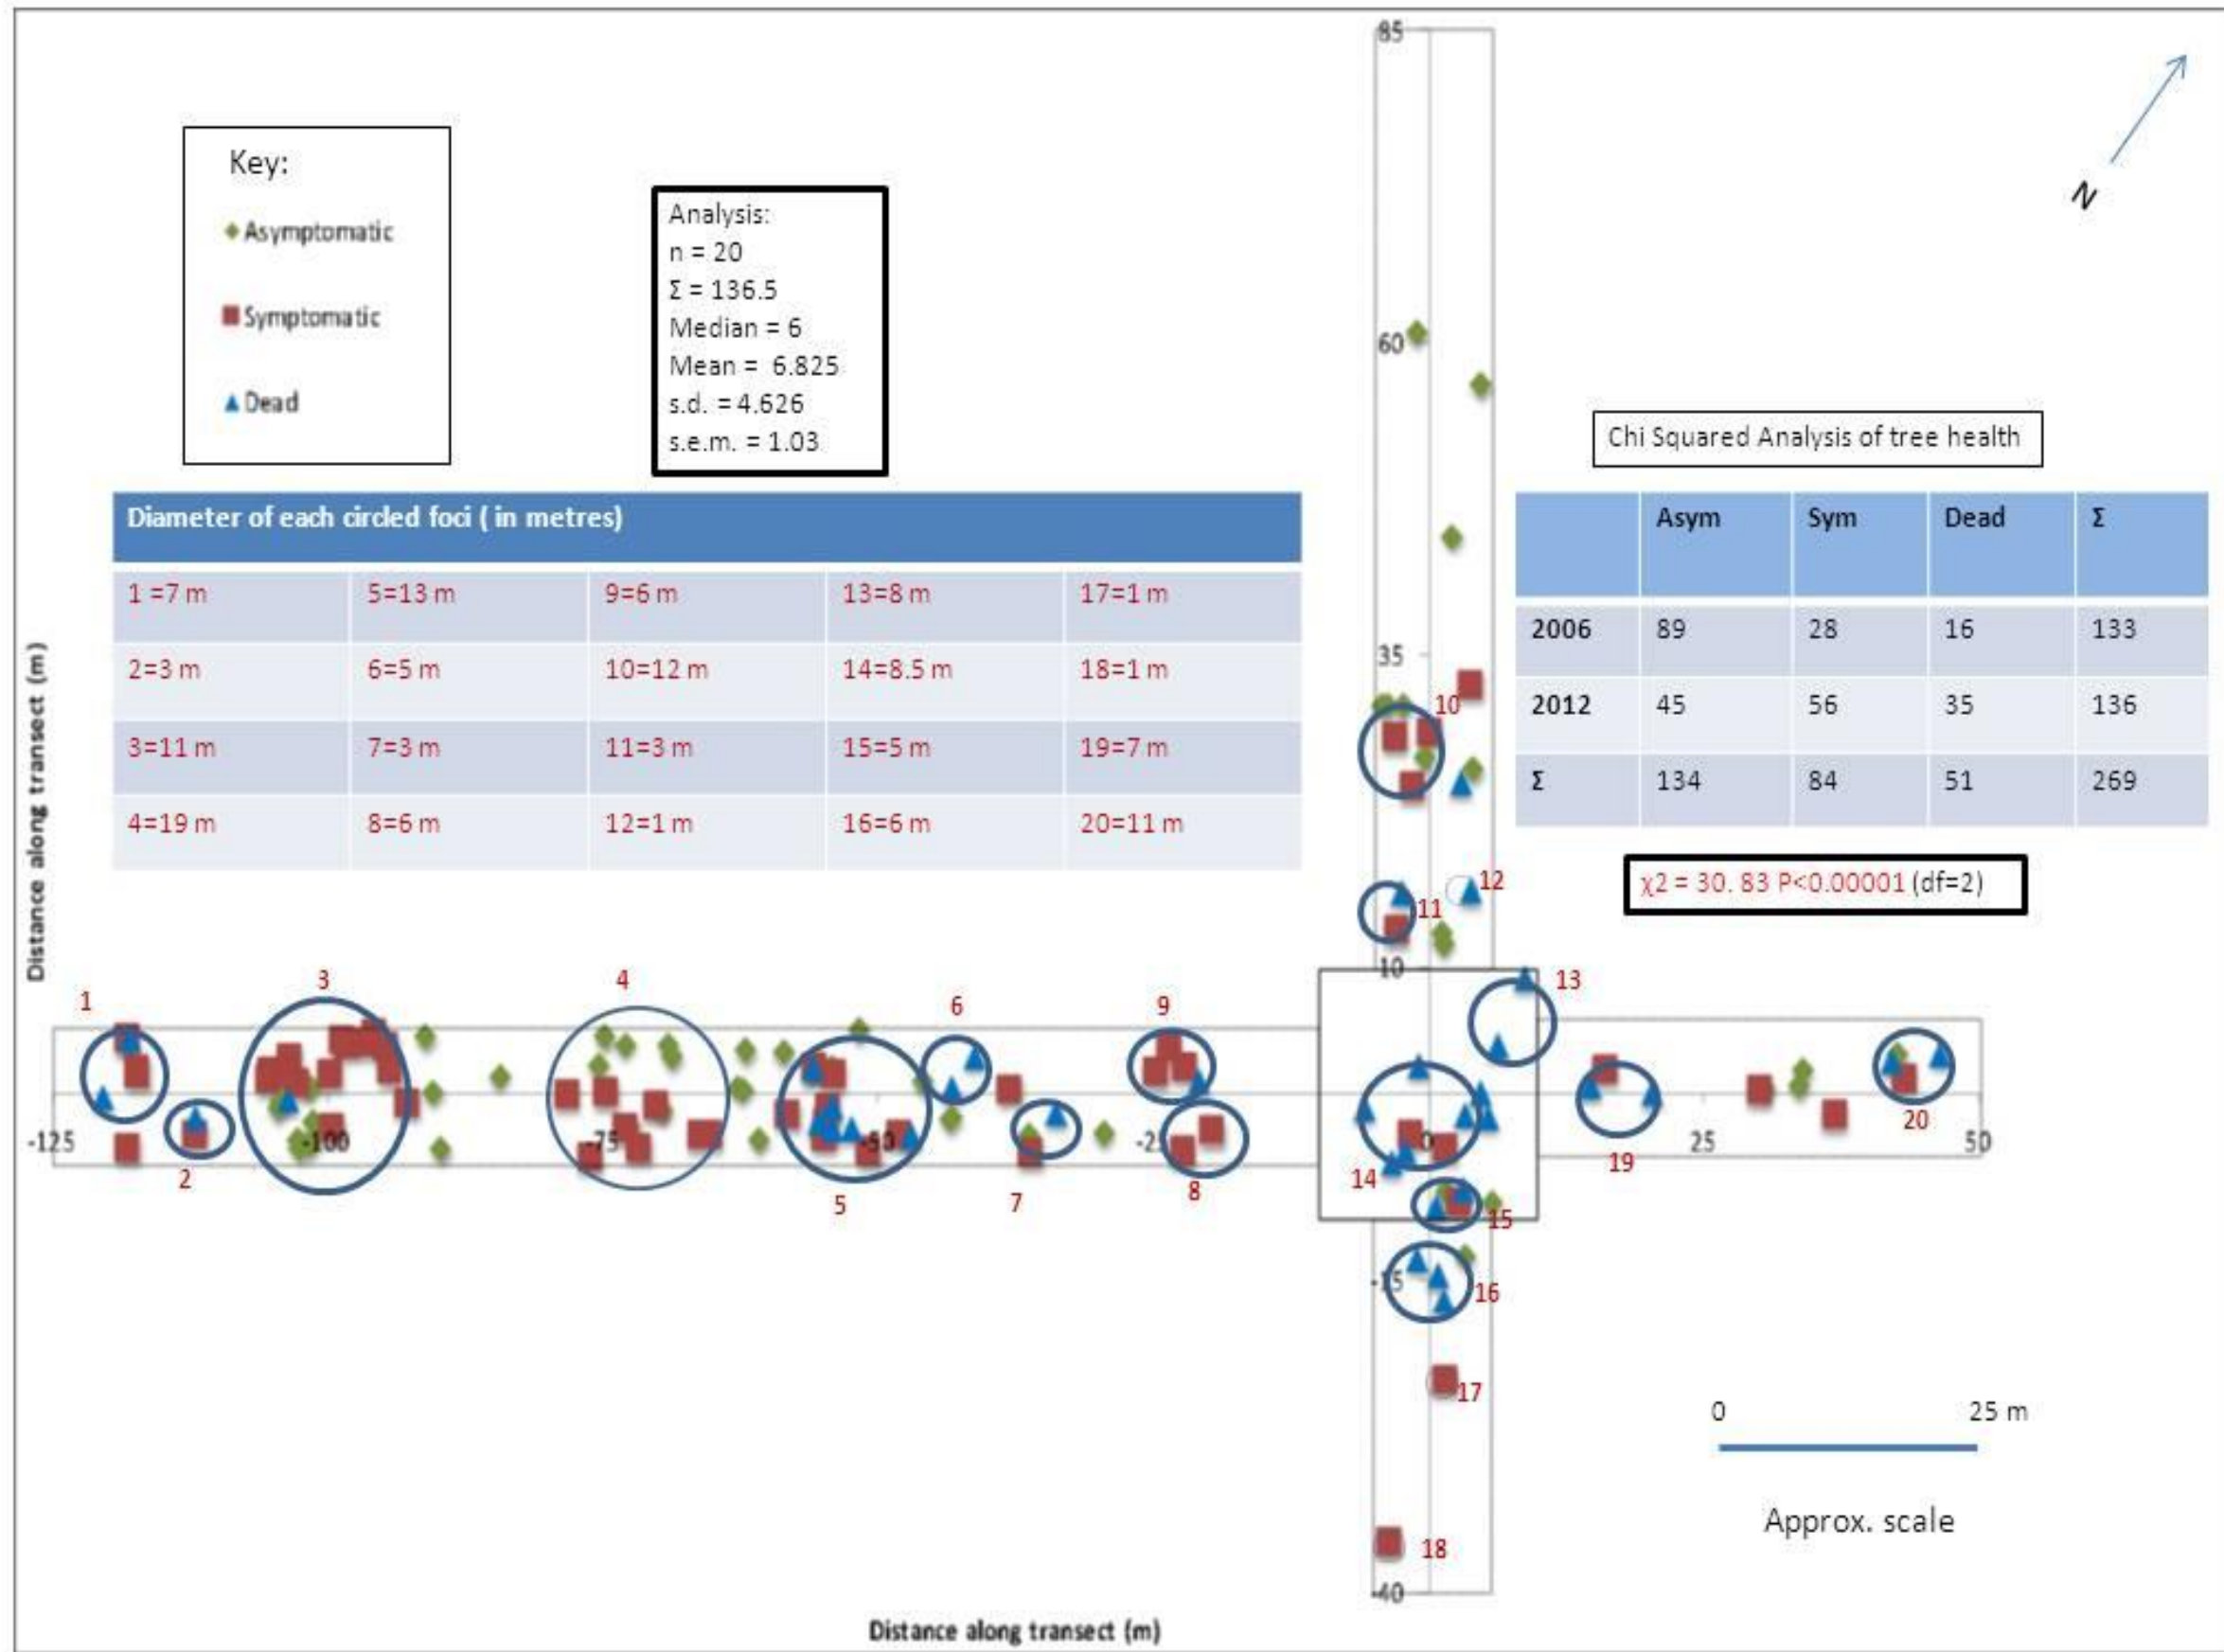 Key:
Asymptomatic
Symptomatic
Dead
Analysis:
n = 20
Σ = 136.5
Median = 6
Mean = 6.825
s.d. = 4.626
s.e.m. = 1.03
N
Chi Squared Analysis of tree health
Diameter of each circled foci ( in metres)
1 =7 m 5=13 m 9=6 m 13=8 m 17=1 m
2=3 m 6=5 m 10=12 m 14=8.5 m 18=1 m
3=11 m 7=3 m 11=3 m 15=5 m 19=7 m
4=19 m 8=6 m 12=1 m 16=6 m 20=11 m
Asym Sym Dead Σ
2006 89 28 16 133
2012 45 56 35 136
Σ 134 84 51 269
χ2 = 30. 83 P<0.00001 (df=2)
Distance along transect (m)
85
60
35
10
-15
-40
10
12
11
13
1
3
4
6
9
-125 -100 -75 -50 -25 0 25 50
2
5
7
8
14
15
19
20
16
17
18
0 25 m
Approx. scale
Distance along transect (m)